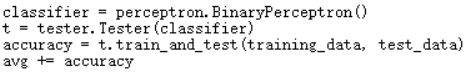 classifier = perceptron.BinaryPerceptron()
t = tester.Tester(classifier)
accuracy = t.train_and_test(training_data, test_data)
avg += accuracy